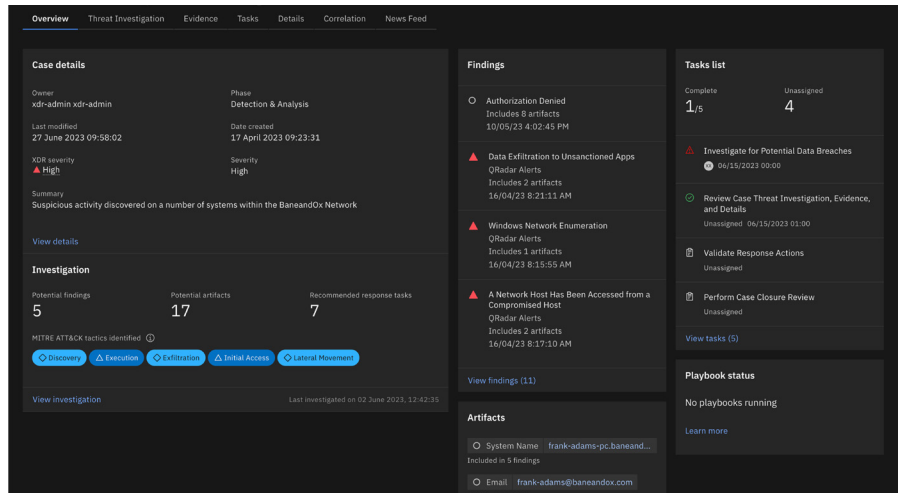 Overview Threat Investigation Evidence Tasks Details Correlation News Feed
Case details
Owner
xdr-admin xdr-admin
Phase
Detection & Analysis
Last modified
27 June 2023 09:58:02
Date created
17 April 2023 09:23:31
XDR severity
High
Severity
High
Summary
Suspicious activity discovered on a number of systems within the BaneandOx Network
View details
Investigation
Potential findings
5
Potential artifacts
17
Recommended response tasks
7
MITRE ATT&CK tactics identified
Discovery Execution Exfiltration Initial Access Lateral Movement
View investigation
Last investigated on 02 June 2023, 12:42:35
Findings
Authorization Denied
Includes 8 artifacts
10/05/23 4:02:45 PM
Data Exfiltration to Unsanctioned Apps
QRadar Alerts
Includes 2 artifacts
16/04/23 8:21:11 AM
Windows Network Enumeration
QRadar Alerts
Includes 1 artifacts
16/04/23 8:15:55 AM
A Network Host Has Been Accessed from a
Compromised Host
QRadar Alerts
Includes 2 artifacts
16/04/23 8:17:10 AM
View findings (11)
Artifacts
System Name frank-adams-pc.baneand...
Included in 5 findings
Email frank-adams@baneandox.com
Tasks list
Complete
1/5
Unassigned
4
Investigate for Potential Data Breaches
06/15/2023 00:00
Review Case Threat Investigation, Evidence,
and Details
Unassigned 06/15/2023 01:00
Validate Response Actions
Unassigned
Perform Case Closure Review
Unassigned
View tasks (5)
Playbook status
No playbooks running
Learn more